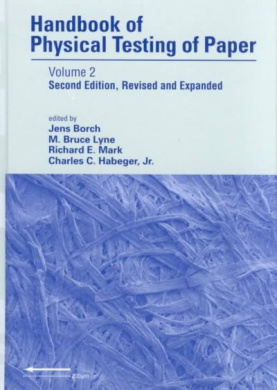 Handbook of
Physical Testing of Paper
Volume 2
Second Edition, Revised and Expanded
edited by
Jens Borch
M. Bruce Lyne
Richard E. Mark
Charles C. Habeger, Jr.